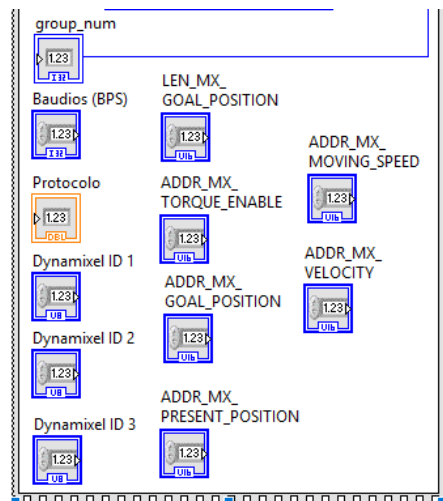 group_num
1.23
I32
Baudios (BPS)
1.23
I32
LEN_MX_
GOAL_POSITION
1.23
U16
ADDR_MX_
MOVING_SPEED
1.23
U16
Protocolo
1.23
DBL
ADDR_MX_
TORQUE_ENABLE
1.23
U16
Dynamixel ID 1
1.23
U8
ADDR_MX_
GOAL_POSITION
1.23
U16
ADDR_MX_
VELOCITY
1.23
U16
Dynamixel ID 2
1.23
U8
ADDR_MX_
PRESENT_POSITION
1.23
U16
Dynamixel ID 3
1.23
U8